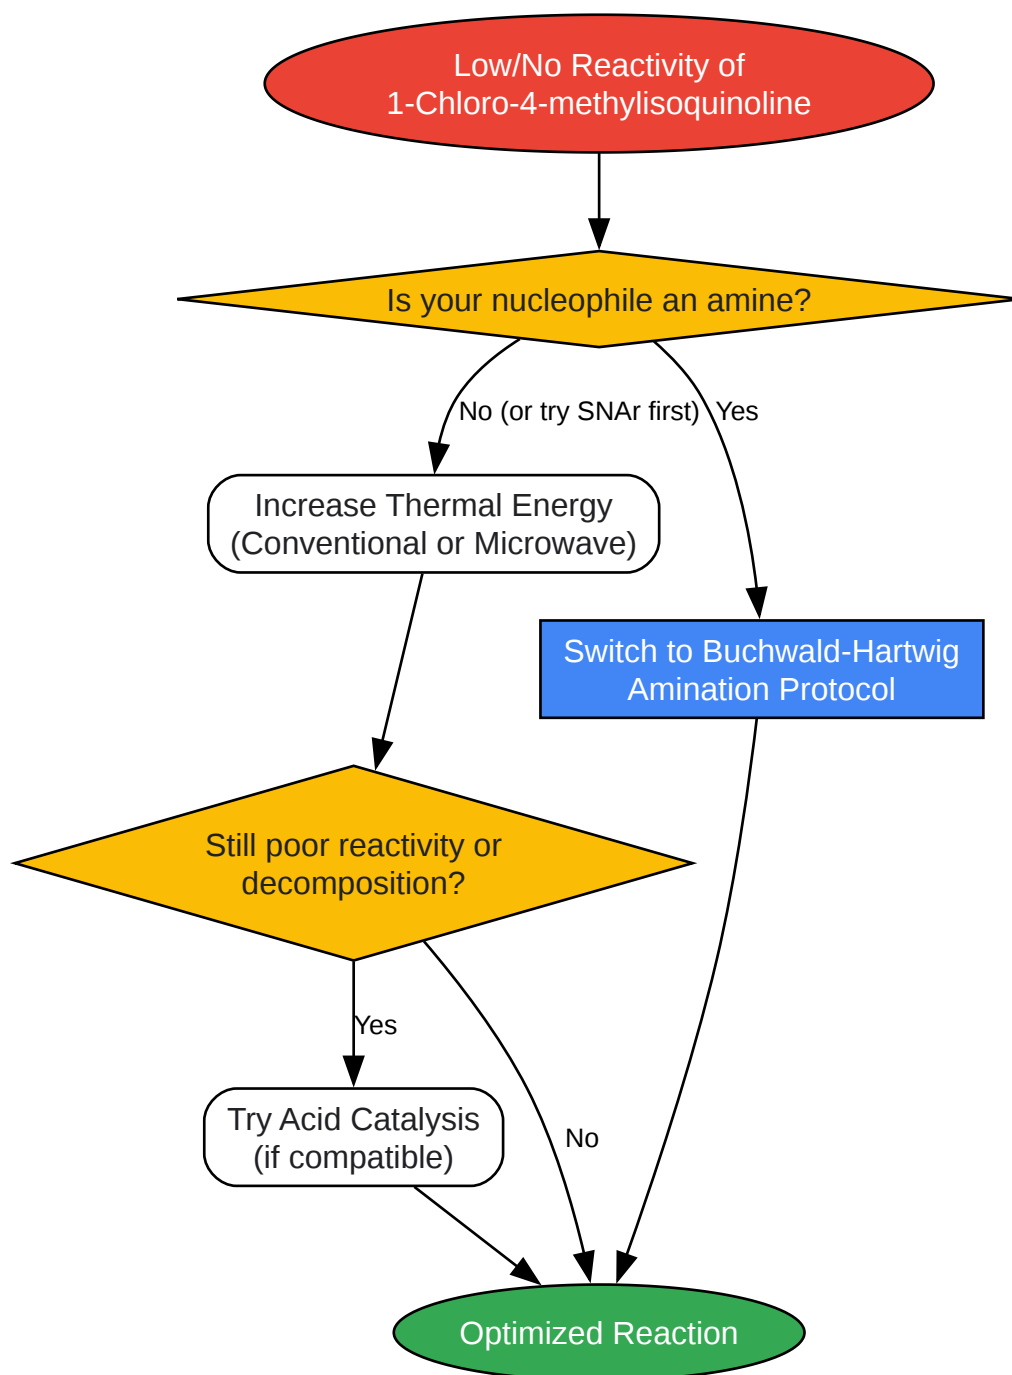 Low/No Reactivity of
1-Chloro-4-methylisoquinoline
Is your nucleophile an amine?
No (or try SNAr first)
Yes
Increase Thermal Energy
(Conventional or Microwave)
Switch to Buchwald-Hartwig
Amination Protocol
Still poor reactivity or
decomposition?
Yes
Try Acid Catalysis
(if compatible)
No
Optimized Reaction